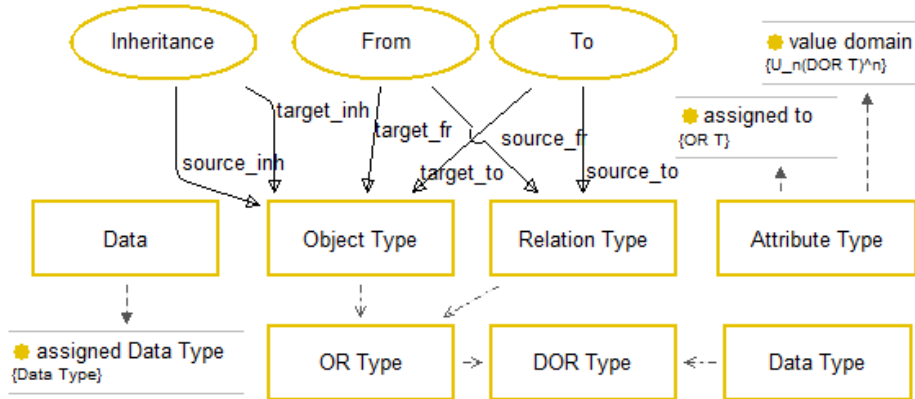 Inheritance
From
To
value domain
{U_n(DOR T)^n}
target_inh
target_fr
source_fr
assigned to
{OR T}
source_inh
target_to
source_to
Data
Object Type
Relation Type
Attribute Type
assigned Data Type
{Data Type}
OR Type
DOR Type
Data Type